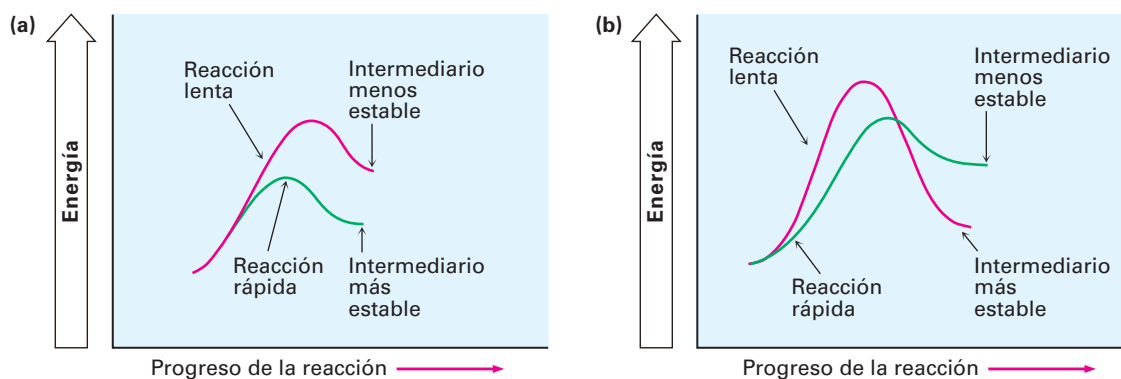 (a)
Energía
Reacción
lenta
Intermediario
menos
estable
Reacción
rápida
Intermediario
más
estable
Progreso de la reacción
(b)
Energía
Reacción
lenta
Intermediario
menos
estable
Reacción
rápida
Intermediario
más
estable
Progreso de la reacción